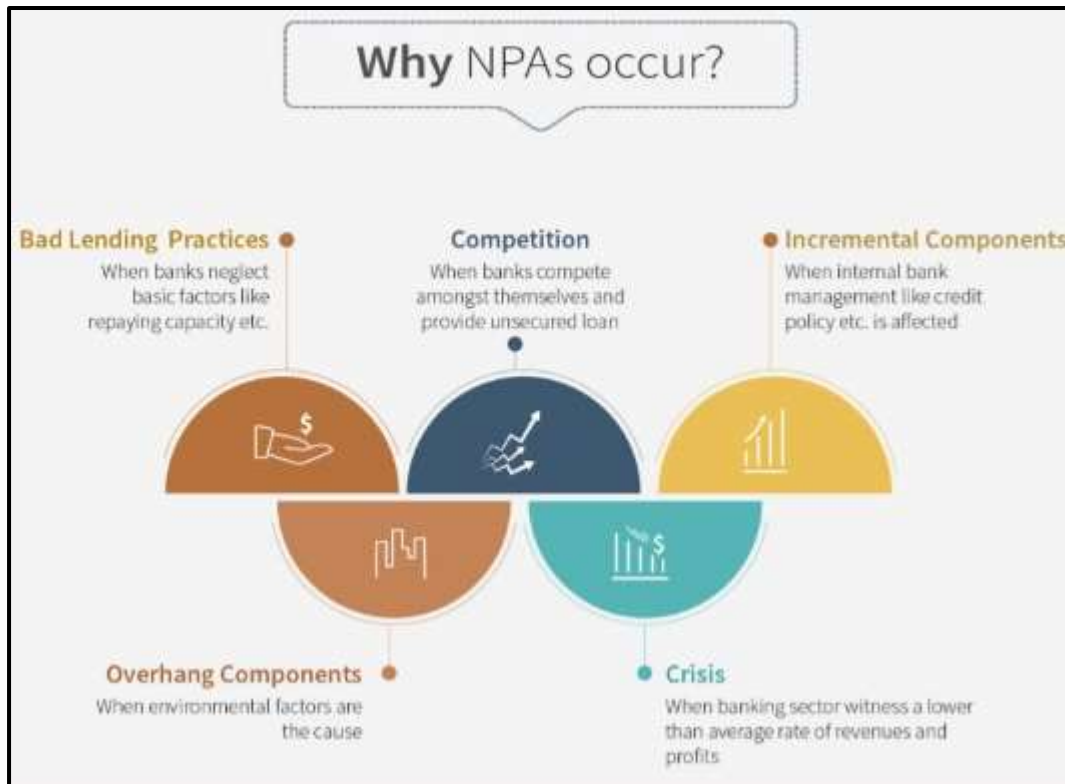 Why NPAs occur?
Bad Lending Practices
When banks neglect
basic factors like
repaying capacity etc.
Competition
When banks compete
amongst themselves and
provide unsecured loan
Incremental Components
When internal bank
management like credit
policy etc. is affected
$
$
Overhang Components
When environmental factors are
the cause
Crisis
When banking sector witness a lower
than average rate of revenues and
profits